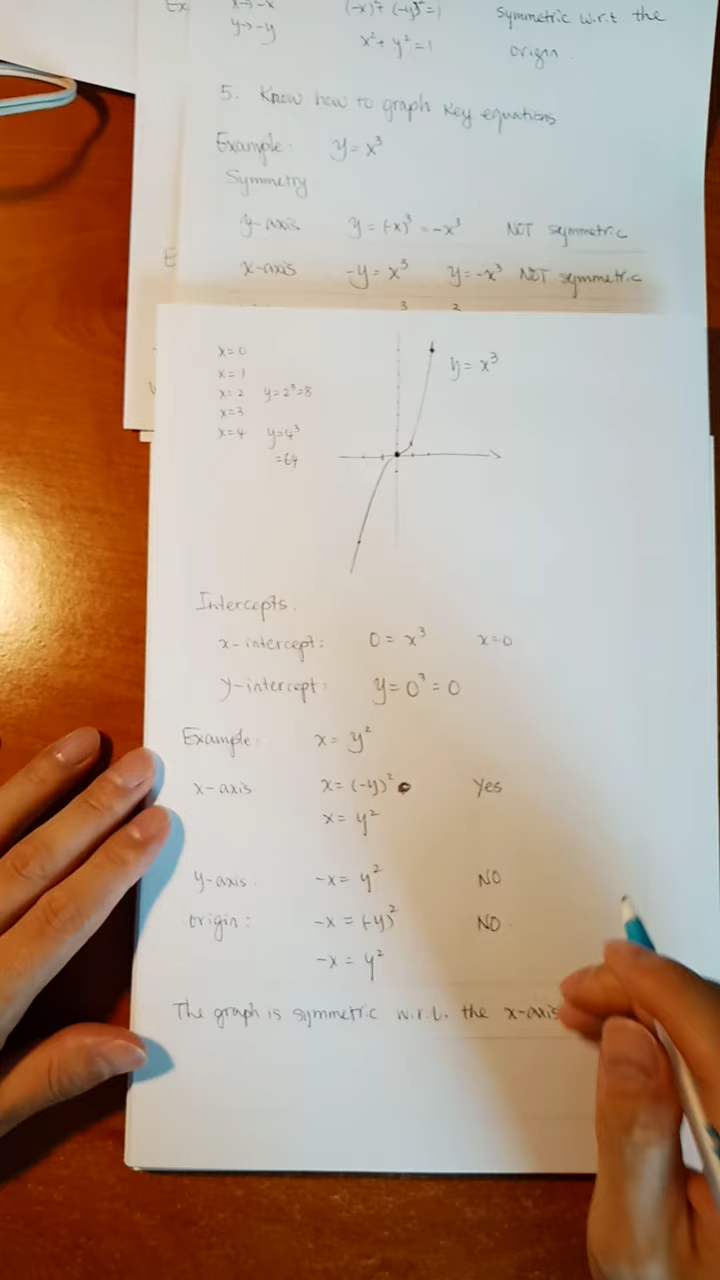 Ex x→-x (-x)²+(-y)²=1 symmetric w.r.t. the
y→-y x²+y²=1 origin.
5. Know how to graph key equations
Example: y=x³
Symmetry
y-axis y=(-x)³=-x³ NOT symmetric
x-axis -y=x³ y=-x³ NOT symmetric
E
x=0
x=1
x=2 y=2³=8
x=3
x=4 y=4³
=64
y=x³
Intercepts.
x-intercept: 0=x³ x=0
y-intercept: y=0³=0
Example: x=y²
x-axis x=(-y)² Yes
x=y²
y-axis: -x=y² NO
origin: -x=(-y)² NO.
-x=y²
The graph is symmetric w.r.t. the x-axis